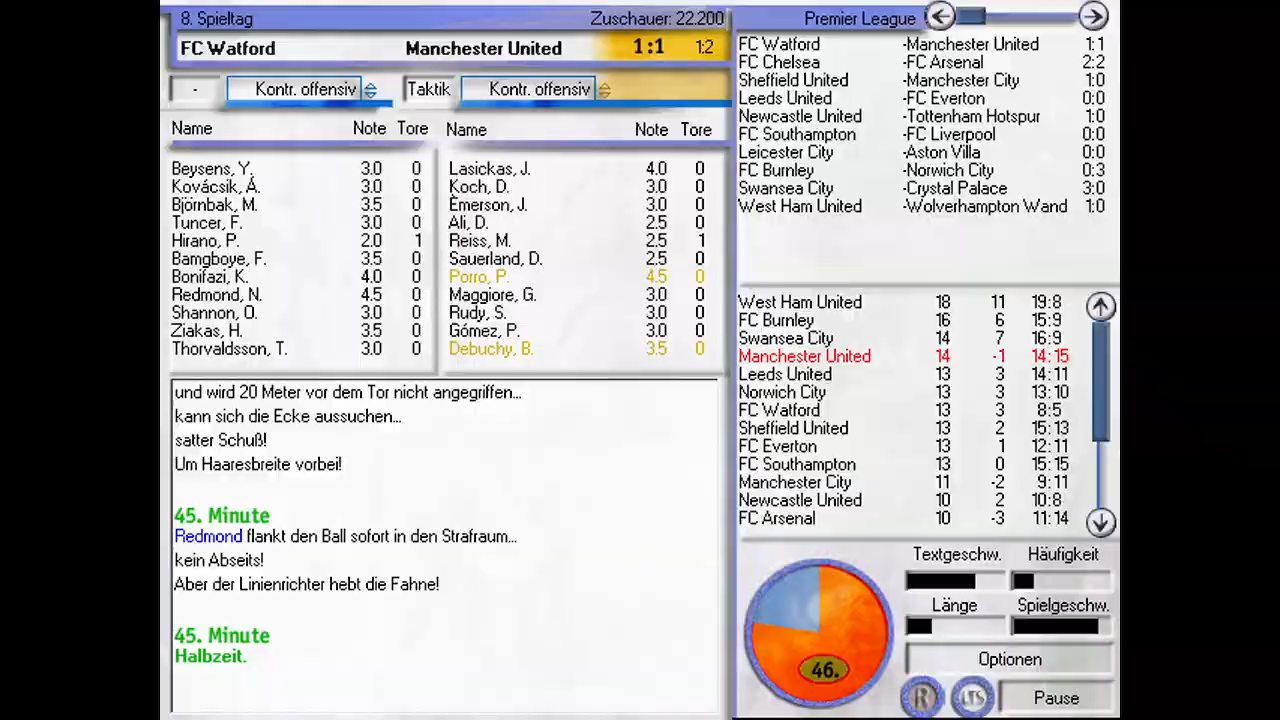 8. Spieltag Zuschauer: 22.200
FC Watford Manchester United 1:1 1:2
- Kontr. offensiv Taktik Kontr. offensiv
Name Note Tore Name Note Tore
Beysens, Y. 3.0 0 Lasickas, J. 4.0 0
Kovácsik, Á. 3.0 0 Koch, D. 3.0 0
Björnbak, M. 3.5 0 Èmerson, J. 3.0 0
Tuncer, F. 3.0 0 Ali, D. 2.5 0
Hirano, P. 2.0 1 Reiss, M. 2.5 1
Bamgboye, F. 3.5 0 Sauerland, D. 2.5 0
Bonifazi, K. 4.0 0 Porro, P. 4.5 0
Redmond, N. 4.5 0 Maggiore, G. 3.0 0
Shannon, O. 3.0 0 Rudy, S. 3.0 0
Ziakas, H. 3.5 0 Gómez, P. 3.0 0
Thorvaldsson, T. 3.0 0 Debuchy, B. 3.5 0
und wird 20 Meter vor dem Tor nicht angegriffen...
kann sich die Ecke aussuchen...
satter Schuß!
Um Haaresbreite vorbei!
45. Minute
Redmond flankt den Ball sofort in den Strafraum...
kein Abseits!
Aber der Linienrichter hebt die Fahne!
45. Minute
Halbzeit.
Premier League
FC Watford -Manchester United 1:1
FC Chelsea -FC Arsenal 2:2
Sheffield United -Manchester City 1:0
Leeds United -FC Everton 0:0
Newcastle United -Tottenham Hotspur 1:0
FC Southampton -FC Liverpool 0:0
Leicester City -Aston Villa 0:0
FC Burnley -Norwich City 0:3
Swansea City -Crystal Palace 3:0
West Ham United -Wolverhampton Wand 1:0
West Ham United 18 11 19:8
FC Burnley 16 6 15:9
Swansea City 14 7 16:9
Manchester United 14 -1 14:15
Leeds United 13 3 14:11
Norwich City 13 3 13:10
FC Watford 13 3 8:5
Sheffield United 13 2 15:13
FC Everton 13 1 12:11
FC Southampton 13 0 15:15
Manchester City 11 -2 9:11
Newcastle United 10 2 10:8
FC Arsenal 10 -3 11:14
Textgeschw. Häufigkeit
Länge Spielgeschw.
46.
Optionen
R LTS Pause